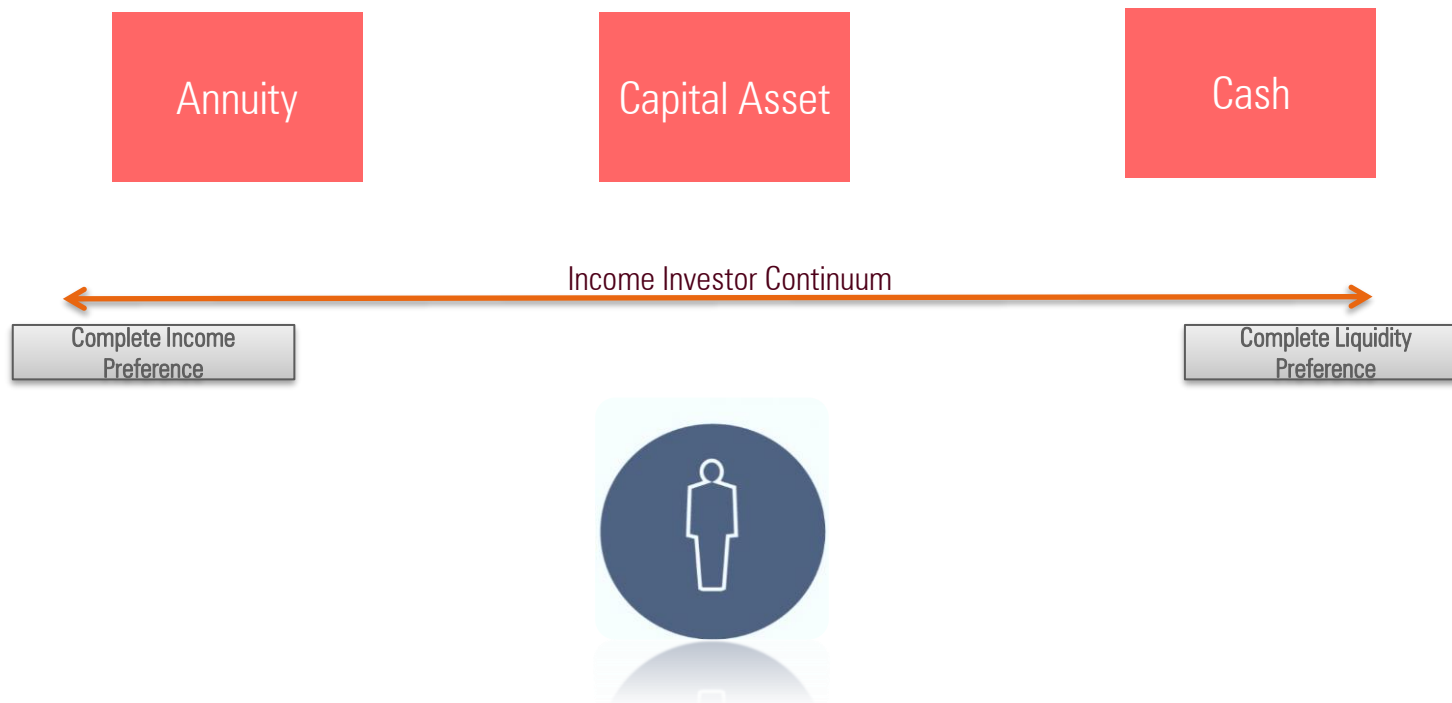 Annuity
Capital Asset
Cash
Income Investor Continuum
Complete Income
Preference
Complete Liquidity
Preference